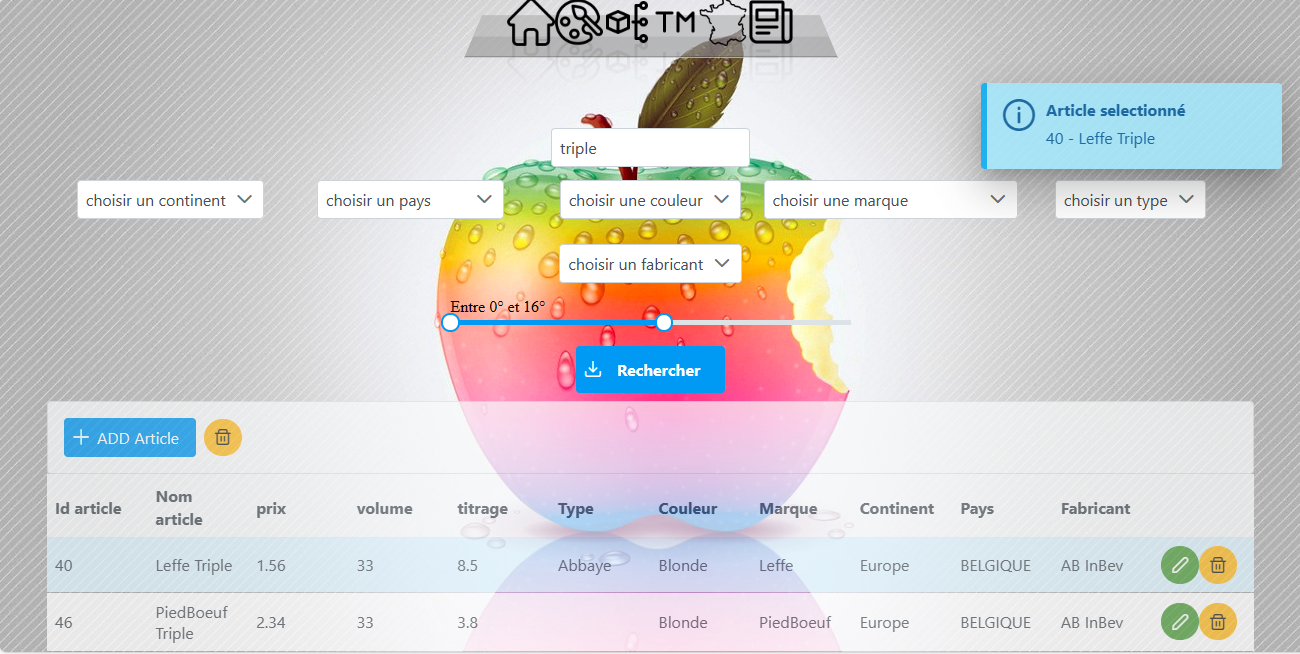 TM
Article selectionné
40 - Leffe Triple
triple
choisir un continent
choisir un pays
choisir une couleur
choisir une marque
choisir un type
choisir un fabricant
Entre 0° et 16°
Rechercher
ADD Article
Id article Nom article prix volume titrage Type Couleur Marque Continent Pays Fabricant
40 Leffe Triple 1.56 33 8.5 Abbaye Blonde Leffe Europe BELGIQUE AB InBev
46 PiedBoeuf Triple 2.34 33 3.8 Blonde PiedBoeuf Europe BELGIQUE AB InBev